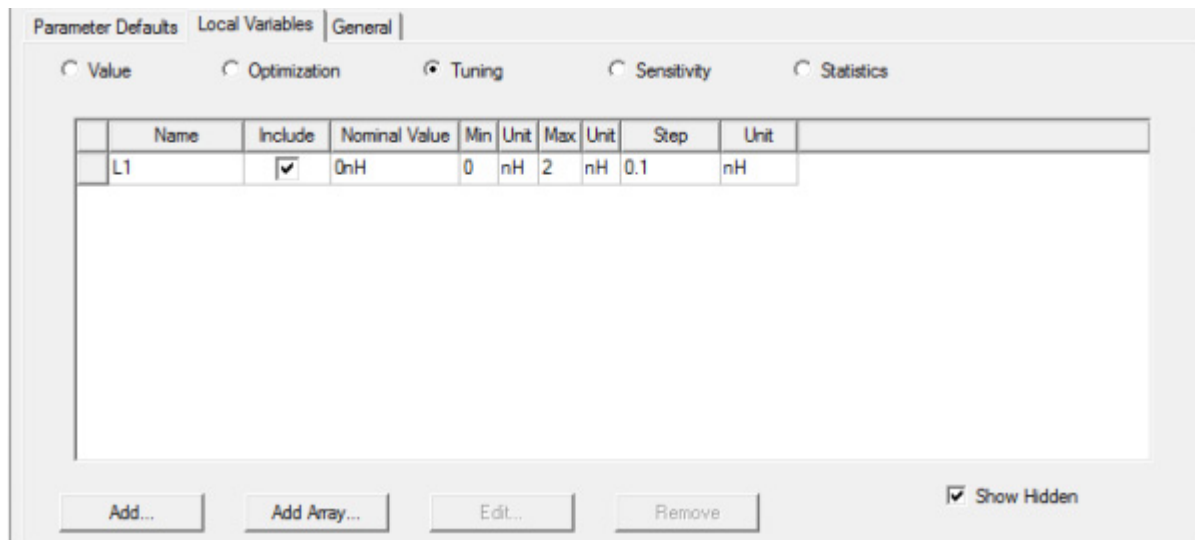 Parameter Defaults Local Variables General
Value Optimization Tuning Sensitivity Statistics
Name Include Nominal Value Min Unit Max Unit Step Unit
L1 0nH 0 nH 2 nH 0.1 nH
Show Hidden
Add... Add Array... Edit... Remove